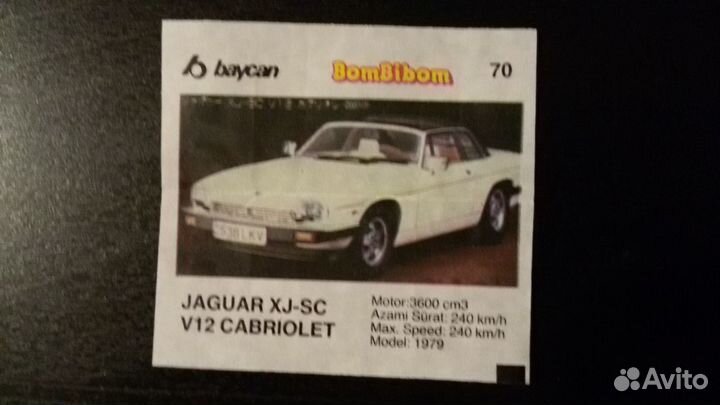 baycan
BomBibom
70
JAGUAR XJ-SC
V12 CABRIOLET
Motor:3600 cm3
Azami Sürat: 240 km/h
Max. Speed: 240 km/h
Model: 1979
Avito